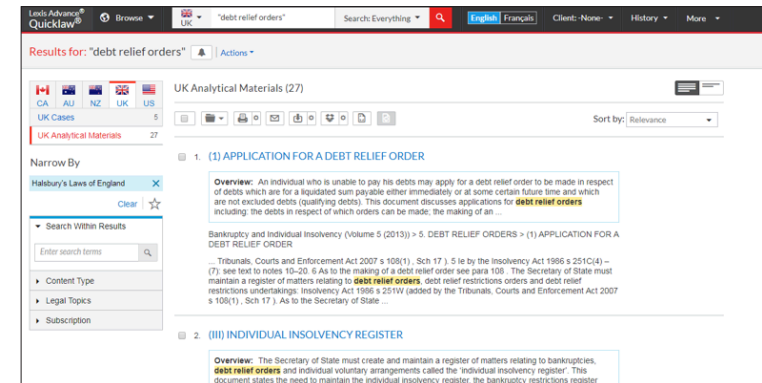 Lexis Advance®
Quicklaw®
Browse
UK
"debt relief orders"
Search: Everything
English Français
Client: -None-
History
More
Results for: "debt relief orders"
Actions
CA AU NZ UK US
UK Cases 5
UK Analytical Materials 27
Narrow By
Halsbury's Laws of England X
Clear
Search Within Results
Enter search terms
Content Type
Legal Topics
Subscription
UK Analytical Materials (27)
Sort by: Relevance
1. (1) APPLICATION FOR A DEBT RELIEF ORDER
Overview: An individual who is unable to pay his debts may apply for a debt relief order to be made in respect
of debts which are for a liquidated sum payable either immediately or at some certain future time and which
are not excluded debts (qualifying debts). This document discusses applications for debt relief orders
including: the debts in respect of which orders can be made; the making of an ...
Bankruptcy and Individual Insolvency (Volume 5 (2013)) > 5. DEBT RELIEF ORDERS > (1) APPLICATION FOR A
DEBT RELIEF ORDER
... Tribunals, Courts and Enforcement Act 2007 s 108(1) , Sch 17 ). 5 Ie by the Insolvency Act 1986 s 251C(4) –
(7): see text to notes 10–20. 6 As to the making of a debt relief order see para 108 . The Secretary of State must
maintain a register of matters relating to debt relief orders, debt relief restrictions orders and debt relief
restrictions undertakings: Insolvency Act 1986 s 251W (added by the Tribunals, Courts and Enforcement Act 2007
s 108(1) , Sch 17 ). As to the Secretary of State ...
2. (III) INDIVIDUAL INSOLVENCY REGISTER
Overview: The Secretary of State must create and maintain a register of matters relating to bankruptcies,
debt relief orders and individual voluntary arrangements called the 'individual insolvency register'. This
document states the need to maintain the individual insolvency register, the bankruptcy restrictions register